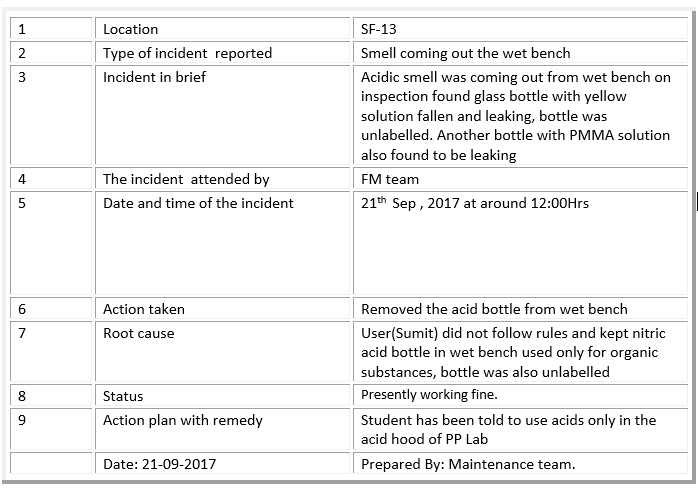 1 Location SF-13
2 Type of incident  reported Smell coming out the wet bench
3 Incident in brief Acidic smell was coming out from wet bench on
inspection found glass bottle with yellow
solution fallen and leaking, bottle was
unlabelled. Another bottle with PMMA solution
also found to be leaking
4 The incident  attended by FM team
5 Date and time of the incident 21th Sep , 2017 at around 12:00Hrs
6 Action taken Removed the acid bottle from wet bench
7 Root cause User(Sumit) did not follow rules and kept nitric
acid bottle in wet bench used only for organic
substances, bottle was also unlabelled
8 Status Presently working fine.
9 Action plan with remedy Student has been told to use acids only in the
acid hood of PP Lab
Date: 21-09-2017 Prepared By: Maintenance team.